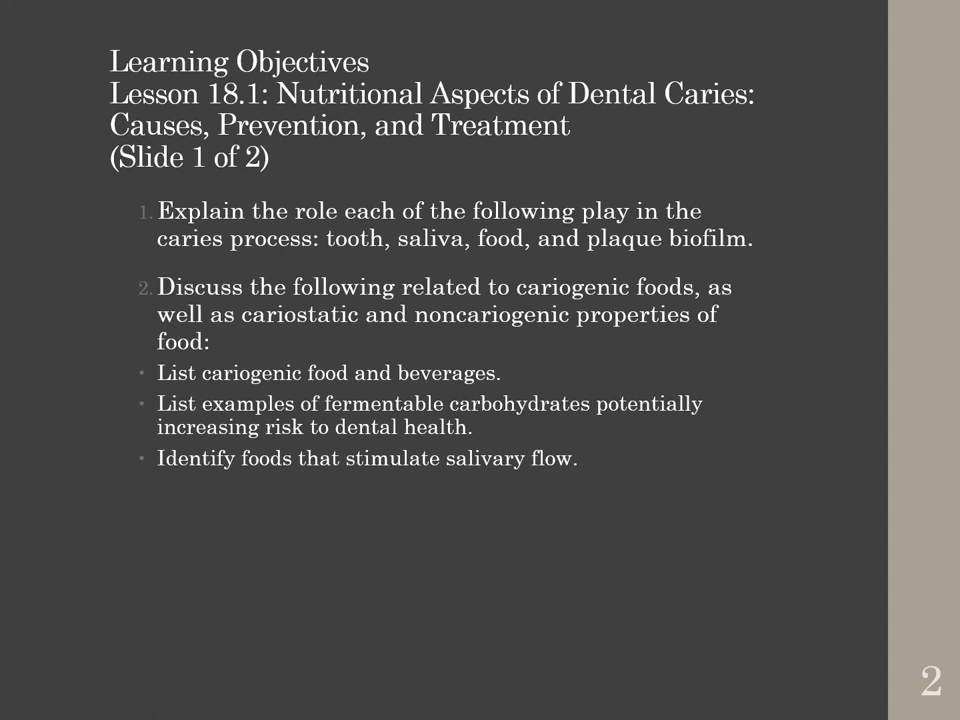 Learning Objectives
Lesson 18.1: Nutritional Aspects of Dental Caries:
Causes, Prevention, and Treatment
(Slide 1 of 2)
1. Explain the role each of the following play in the
caries process: tooth, saliva, food, and plaque biofilm.
2. Discuss the following related to cariogenic foods, as
well as cariostatic and noncariogenic properties of
food:
• List cariogenic food and beverages.
• List examples of fermentable carbohydrates potentially
increasing risk to dental health.
• Identify foods that stimulate salivary flow.
2